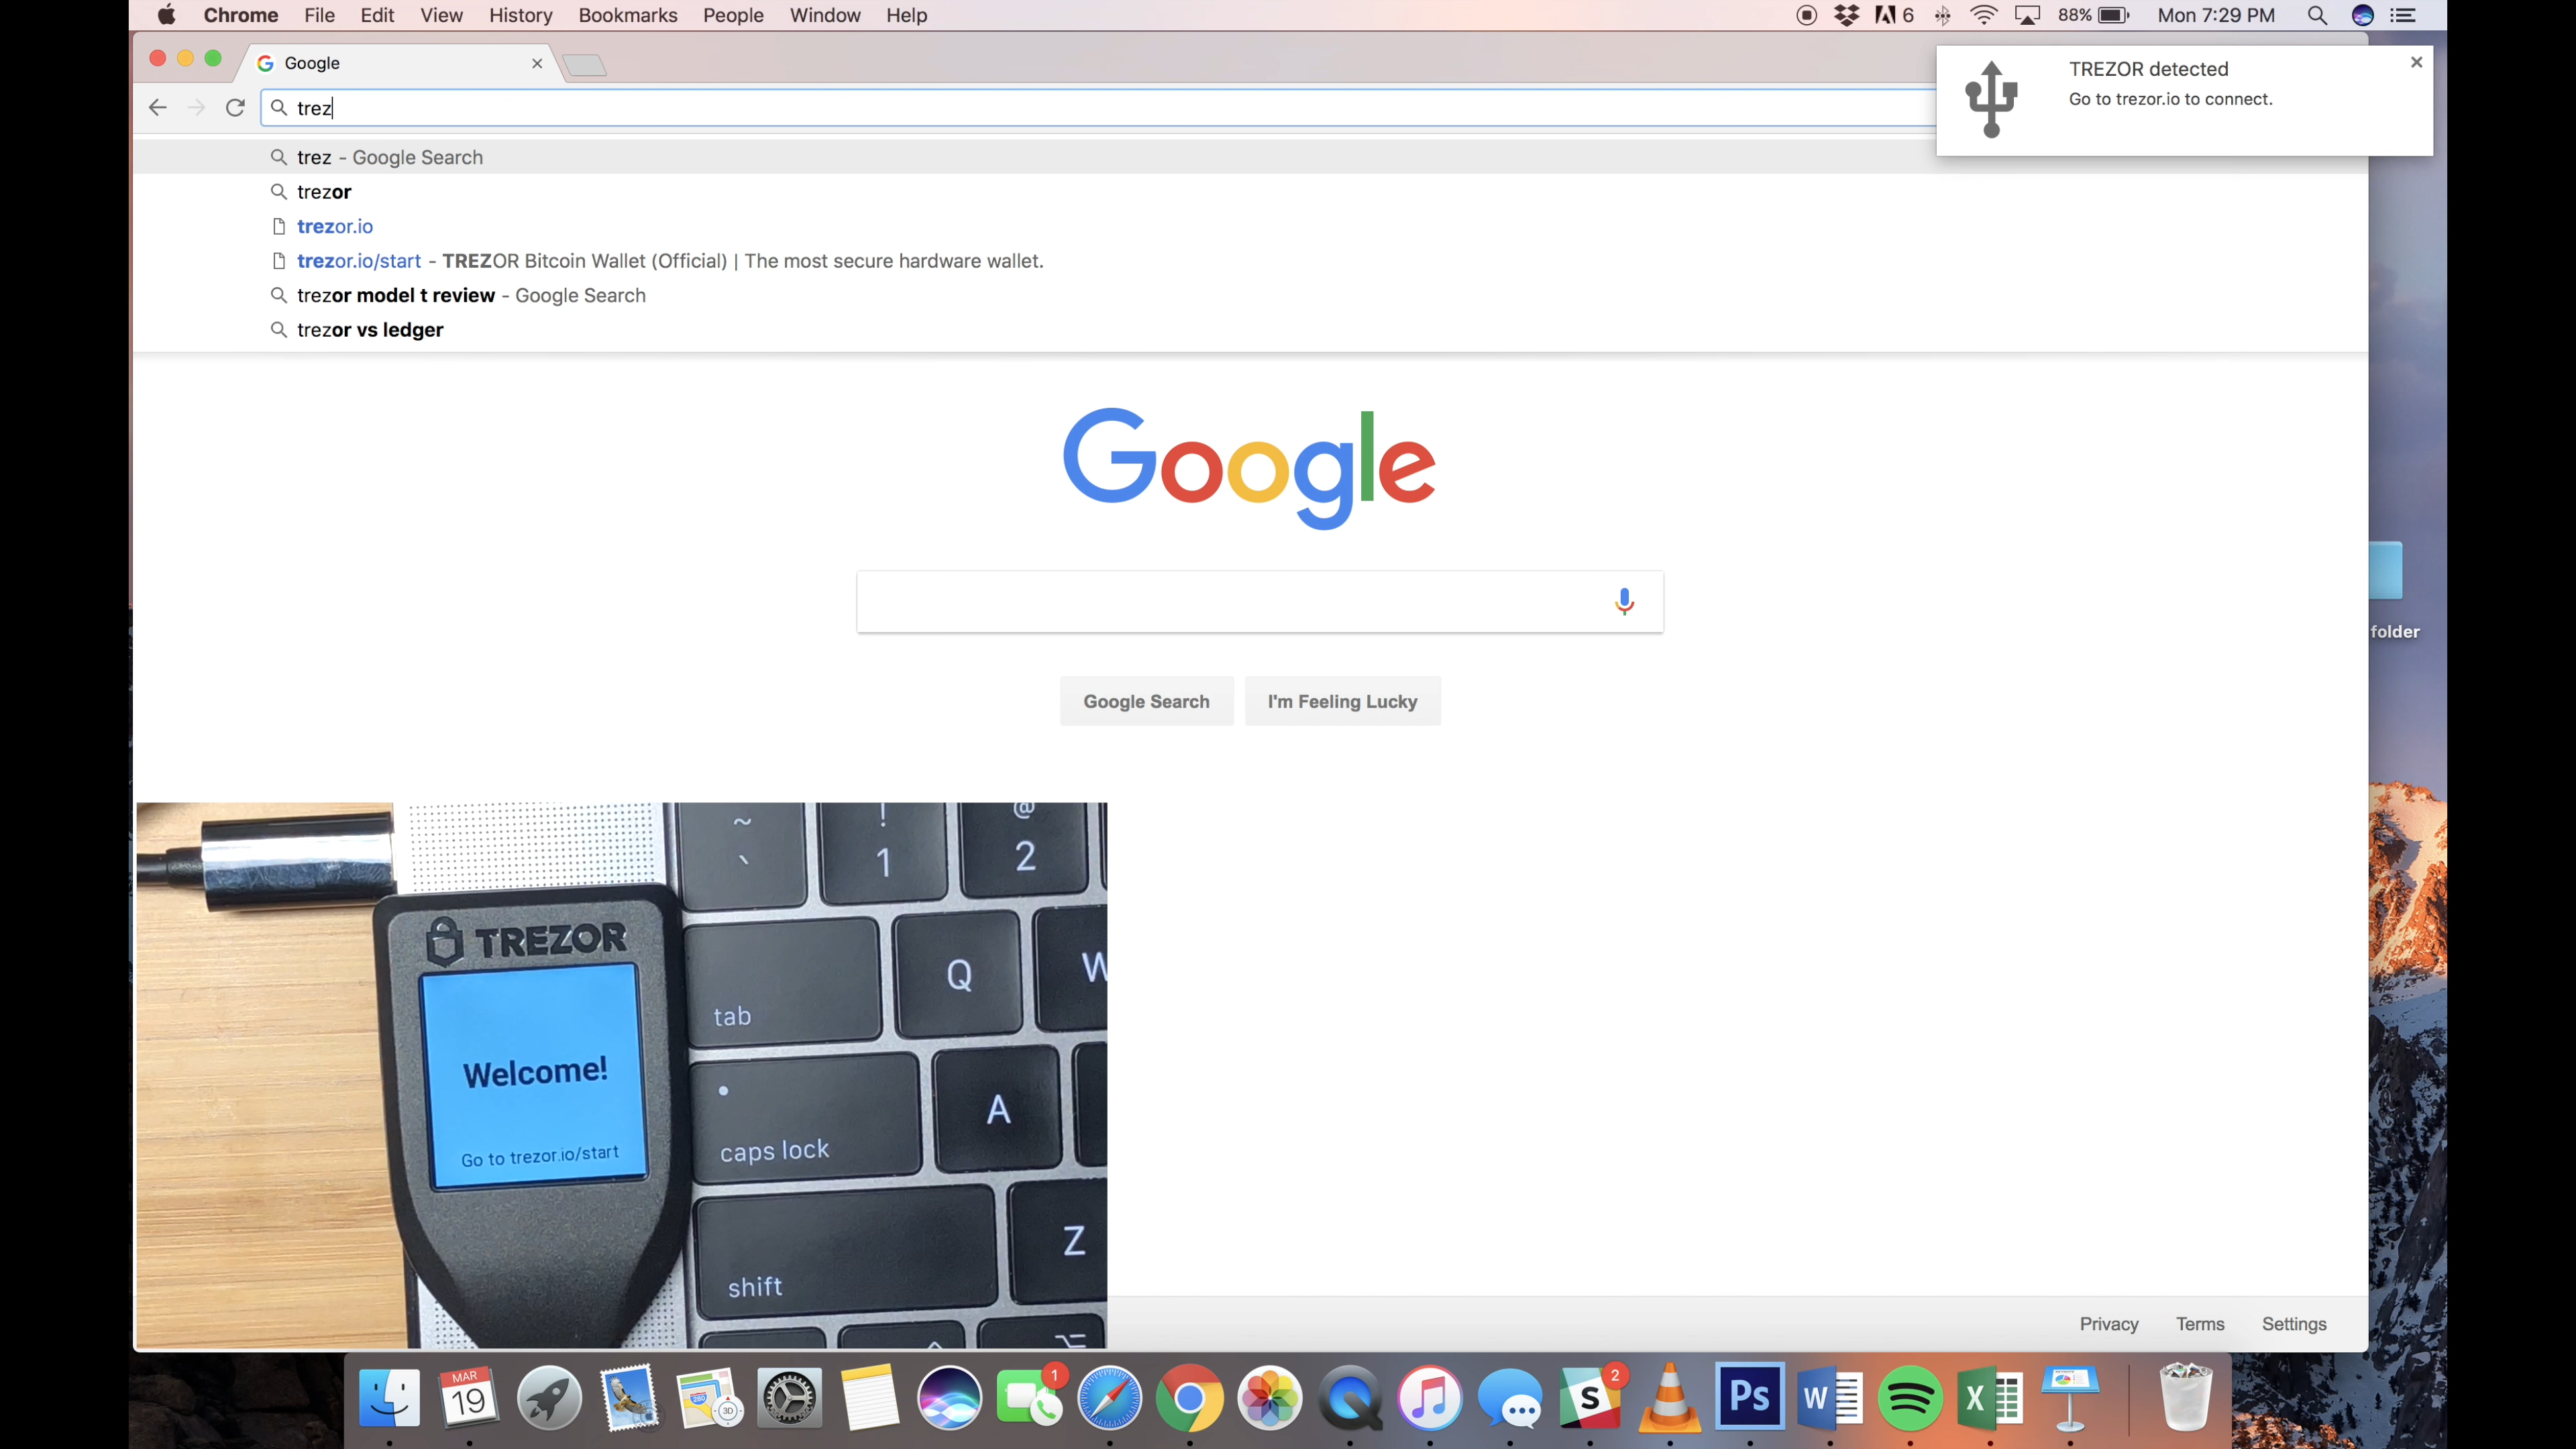 Chrome File Edit View History Bookmarks People Window Help
6 88% Mon 7:29 PM
Google
TREZOR detected
Go to trezor.io to connect.
trez
trez - Google Search
trezor
trezor.io
trezor.io/start - TREZOR Bitcoin Wallet (Official) | The most secure hardware wallet.
trezor model t review - Google Search
trezor vs ledger
Google
folder
Google Search I'm Feeling Lucky
~ ! @
` 1 2
TREZOR
Q W
tab
Welcome!
A
caps lock
Go to trezor.io/start
Z
shift
Privacy Terms Settings
MAR
19
3D
1
S 2
Ps
W
X